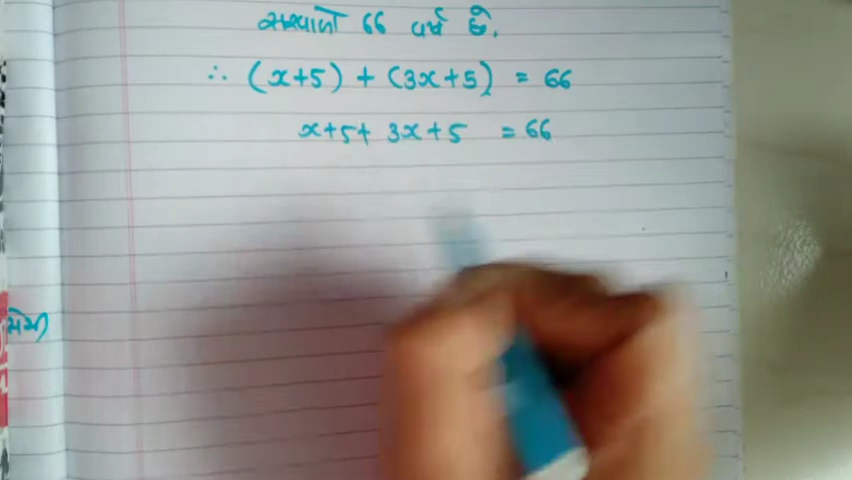 સરવાળો 66 વર્ષ છે.
∴ (x+5) + (3x+5) = 66
x+5+ 3x+5 = 66